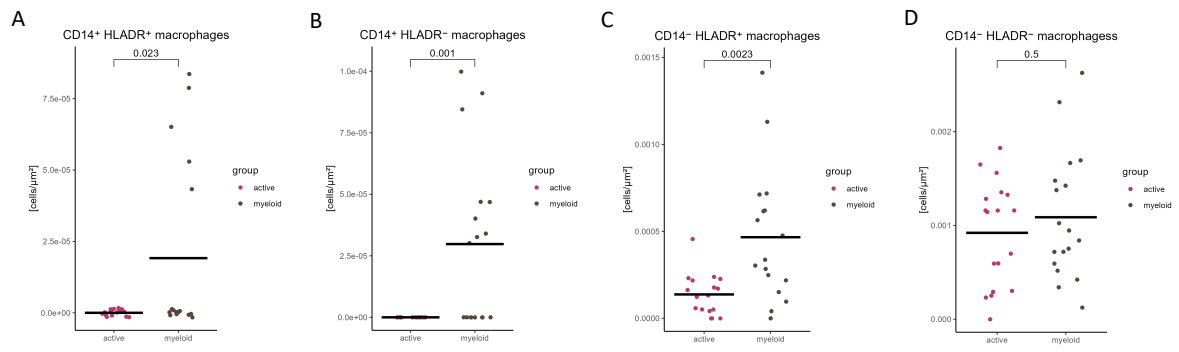 A
CD14⁺ HLADR⁺ macrophages
0.023
7.5e-05
5.0e-05
2.5e-05
0.0e+00
[cells/µm²]
active
myeloid
group
active
myeloid
B
CD14⁺ HLADR⁻ macrophages
0.001
1.0e-04
7.5e-05
5.0e-05
2.5e-05
0.0e+00
[cells/µm²]
active
myeloid
group
active
myeloid
C
CD14⁻ HLADR⁺ macrophages
0.0023
0.0015
0.0010
0.0005
0.0000
[cells/µm²]
active
myeloid
group
active
myeloid
D
CD14⁻ HLADR⁻ macrophagess
0.5
0.002
0.001
0.000
[cells/µm²]
active
myeloid
group
active
myeloid